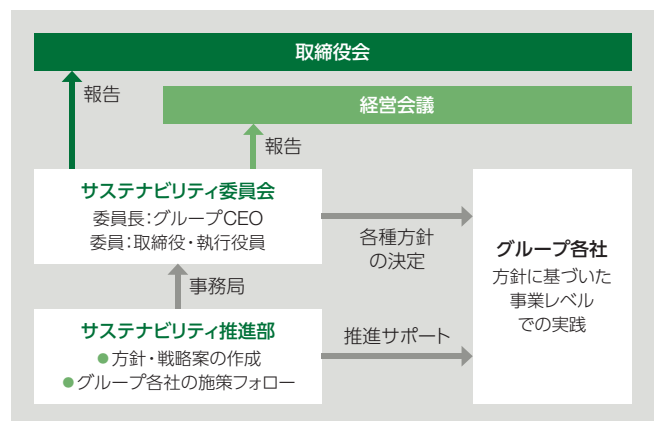 取締役会
報告
経営会議
報告
サステナビリティ委員会
委員長:グループCEO
委員:取締役・執行役員
各種方針
の決定
グループ各社
方針に基づいた
事業レベル
での実践
事務局
サステナビリティ推進部
●方針・戦略案の作成
●グループ各社の施策フォロー
推進サポート